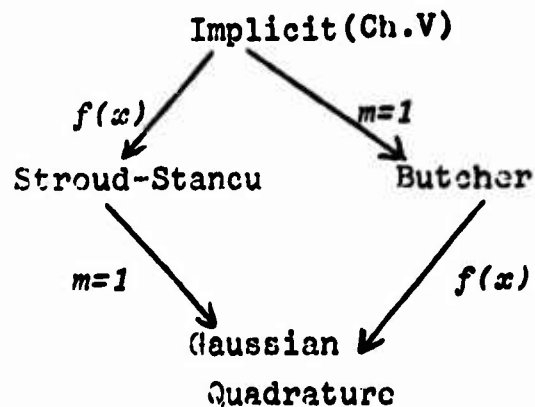 Implicit(Ch.V)
f(x)
m=1
Stroud-Stancu
Butcher
m=1
f(x)
Gaussian
Quadrature